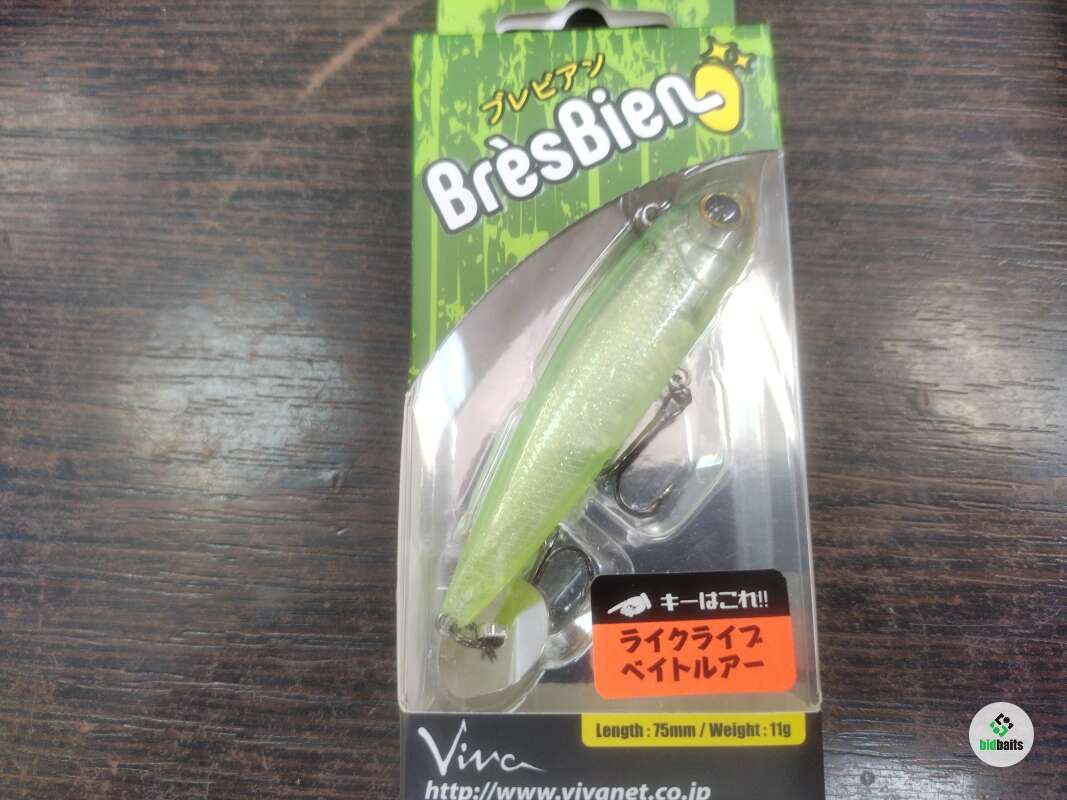 ブレビアン
BrèsBien
キーはこれ!!
ライクライブ
ベイトルアー
Length : 75mm / Weight : 11g
Viva
http://www.vivanet.co.jp
bidbaits